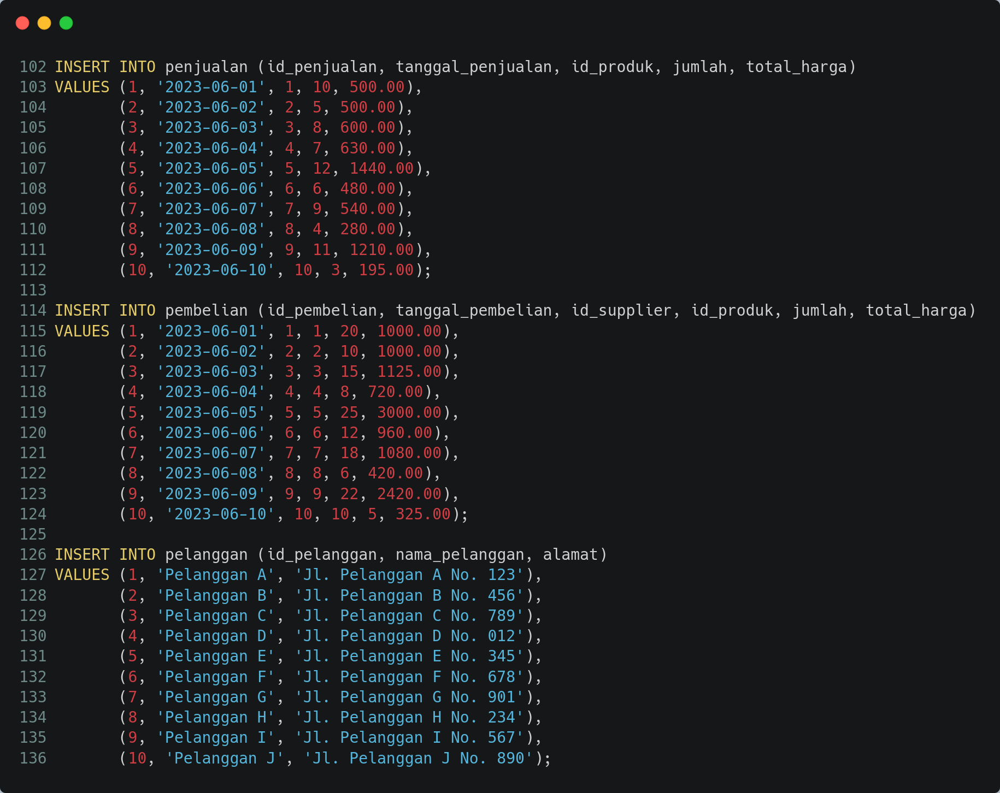 102 INSERT INTO penjualan (id_penjualan, tanggal_penjualan, id_produk, jumlah, total_harga)
103 VALUES (1, '2023-06-01', 1, 10, 500.00),
104        (2, '2023-06-02', 2, 5, 500.00),
105        (3, '2023-06-03', 3, 8, 600.00),
106        (4, '2023-06-04', 4, 7, 630.00),
107        (5, '2023-06-05', 5, 12, 1440.00),
108        (6, '2023-06-06', 6, 6, 480.00),
109        (7, '2023-06-07', 7, 9, 540.00),
110        (8, '2023-06-08', 8, 4, 280.00),
111        (9, '2023-06-09', 9, 11, 1210.00),
112        (10, '2023-06-10', 10, 3, 195.00);
113
114 INSERT INTO pembelian (id_pembelian, tanggal_pembelian, id_supplier, id_produk, jumlah, total_harga)
115 VALUES (1, '2023-06-01', 1, 1, 20, 1000.00),
116        (2, '2023-06-02', 2, 2, 10, 1000.00),
117        (3, '2023-06-03', 3, 3, 15, 1125.00),
118        (4, '2023-06-04', 4, 4, 8, 720.00),
119        (5, '2023-06-05', 5, 5, 25, 3000.00),
120        (6, '2023-06-06', 6, 6, 12, 960.00),
121        (7, '2023-06-07', 7, 7, 18, 1080.00),
122        (8, '2023-06-08', 8, 8, 6, 420.00),
123        (9, '2023-06-09', 9, 9, 22, 2420.00),
124        (10, '2023-06-10', 10, 10, 5, 325.00);
125
126 INSERT INTO pelanggan (id_pelanggan, nama_pelanggan, alamat)
127 VALUES (1, 'Pelanggan A', 'Jl. Pelanggan A No. 123'),
128        (2, 'Pelanggan B', 'Jl. Pelanggan B No. 456'),
129        (3, 'Pelanggan C', 'Jl. Pelanggan C No. 789'),
130        (4, 'Pelanggan D', 'Jl. Pelanggan D No. 012'),
131        (5, 'Pelanggan E', 'Jl. Pelanggan E No. 345'),
132        (6, 'Pelanggan F', 'Jl. Pelanggan F No. 678'),
133        (7, 'Pelanggan G', 'Jl. Pelanggan G No. 901'),
134        (8, 'Pelanggan H', 'Jl. Pelanggan H No. 234'),
135        (9, 'Pelanggan I', 'Jl. Pelanggan I No. 567'),
136        (10, 'Pelanggan J', 'Jl. Pelanggan J No. 890');